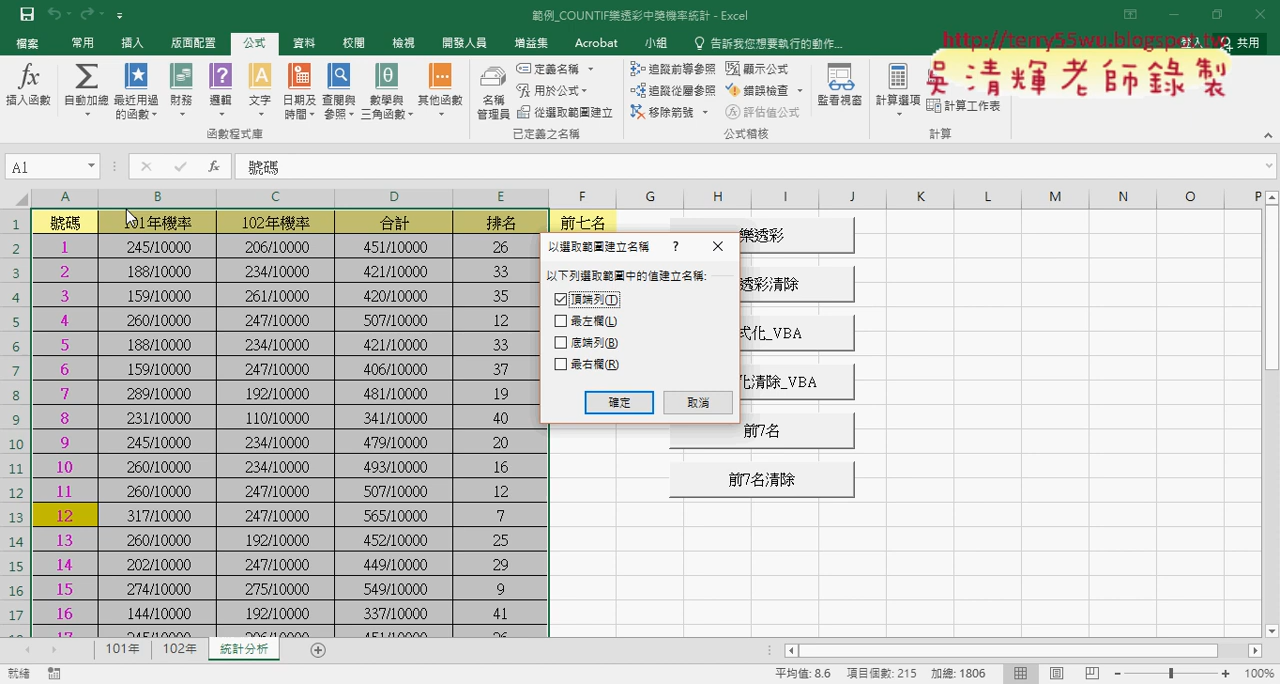 範例_COUNTIF樂透彩中獎機率統計 - Excel
檔案 常用 插入 版面配置 公式 資料 校閱 檢視 開發人員 增益集 Acrobat 小組 告訴我您想要執行的動作... 登入 共用
http://terry55wu.blogspot.tw
吳清輝老師錄製
插入函數 自動加總 最近用過的函數 財務 邏輯 文字 日期及時間 查閱與參照 數學與三角函數 其他函數
函數程式庫
名稱管理員 定義名稱 用於公式 從選取範圍建立
已定義之名稱
追蹤前導參照 追蹤從屬參照 移除箭號 顯示公式 錯誤檢查 評估值公式
公式稽核
監看視窗 計算選項 計算工作表
計算
A1 fx 號碼
A B C D E F G H I J K L M N O P
1 號碼 101年機率 102年機率 合計 排名 前七名
2 1 245/10000 206/10000 451/10000 26
3 2 188/10000 234/10000 421/10000 33
4 3 159/10000 261/10000 420/10000 35
5 4 260/10000 247/10000 507/10000 12
6 5 188/10000 234/10000 421/10000 33
7 6 159/10000 247/10000 406/10000 37
8 7 289/10000 192/10000 481/10000 19
9 8 231/10000 110/10000 341/10000 40
10 9 245/10000 234/10000 479/10000 20
11 10 260/10000 234/10000 493/10000 16
12 11 260/10000 247/10000 507/10000 12
13 12 317/10000 247/10000 565/10000 7
14 13 260/10000 192/10000 452/10000 25
15 14 202/10000 247/10000 449/10000 29
16 15 274/10000 275/10000 549/10000 9
17 16 144/10000 192/10000 337/10000 41
17 245/10000 206/10000 451/10000 26
以選取範圍建立名稱 ?
以下列選取範圍中的值建立名稱:
頂端列(T)
最左欄(L)
底端列(B)
最右欄(R)
確定 取消
樂透彩
透彩清除
式化_VBA
化清除_VBA
前7名
前7名清除
101年 102年 統計分析
就緒 平均值: 8.6 項目個數: 215 加總: 1806 100%